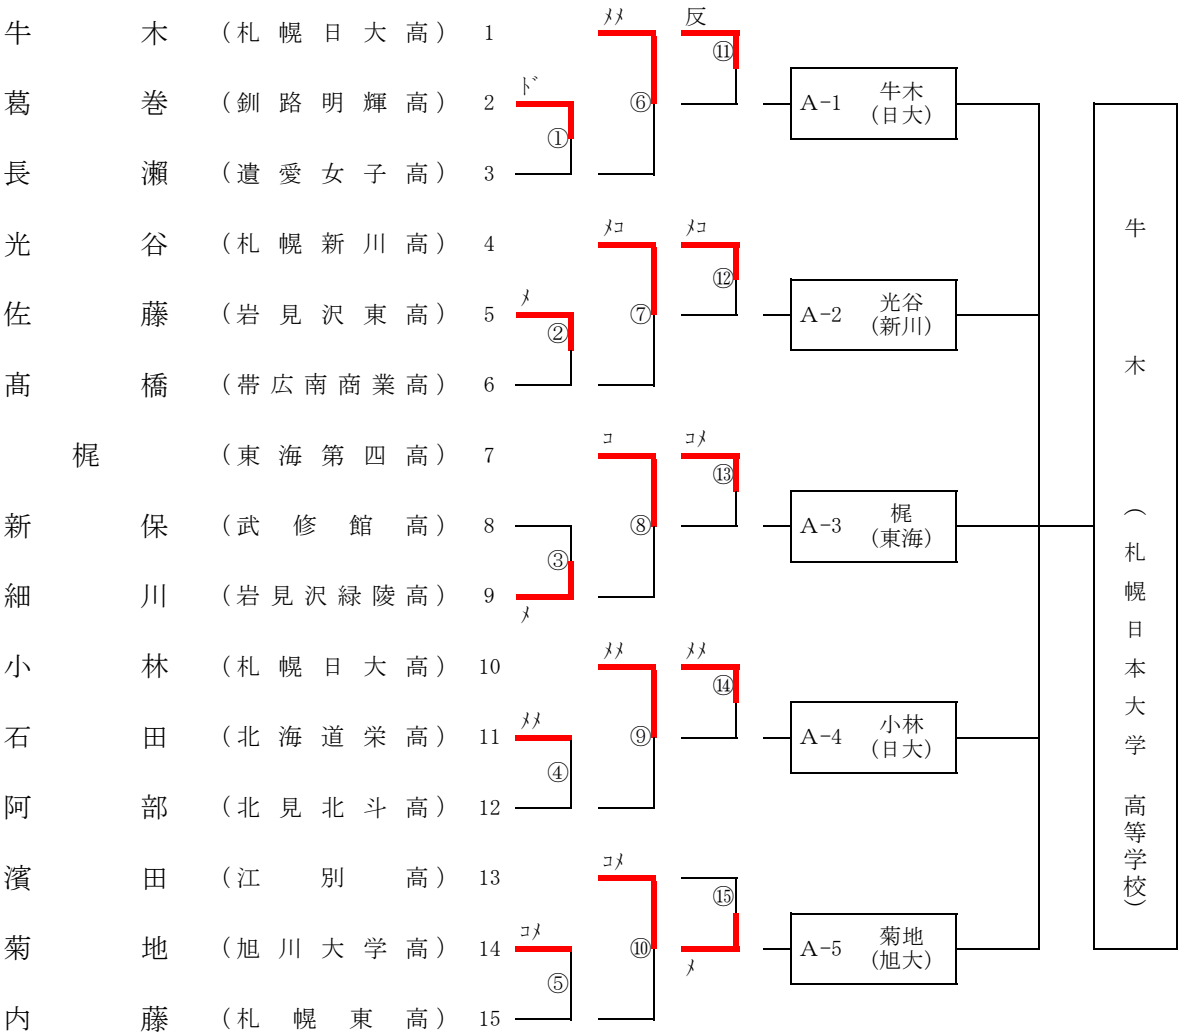 牛木 (札幌日大高) 1 ﾒﾒ 反 ⑪
葛巻 (釧路明輝高) 2 ﾄﾞ ① ⑥ A-1 牛木 (日大)
長瀬 (遺愛女子高) 3
光谷 (札幌新川高) 4 ﾒｺ ﾒｺ ⑫
佐藤 (岩見沢東高) 5 ﾒ ② ⑦ A-2 光谷 (新川)
髙橋 (帯広南商業高) 6
梶 (東海第四高) 7 ｺ ｺﾒ ⑬
新保 (武修館高) 8 ③ ⑧ A-3 梶 (東海)
細川 (岩見沢緑陵高) 9 ﾒ
小林 (札幌日大高) 10 ﾒﾒ ﾒﾒ ⑭
石田 (北海道栄高) 11 ﾒﾒ ④ ⑨ A-4 小林 (日大)
阿部 (北見北斗高) 12
濱田 (江別高) 13 ｺﾒ ⑮
菊地 (旭川大学高) 14 ｺﾒ ⑤ ⑩ ﾒ A-5 菊地 (旭大)
内藤 (札幌東高) 15
牛木 (札幌日本大学 高等学校)